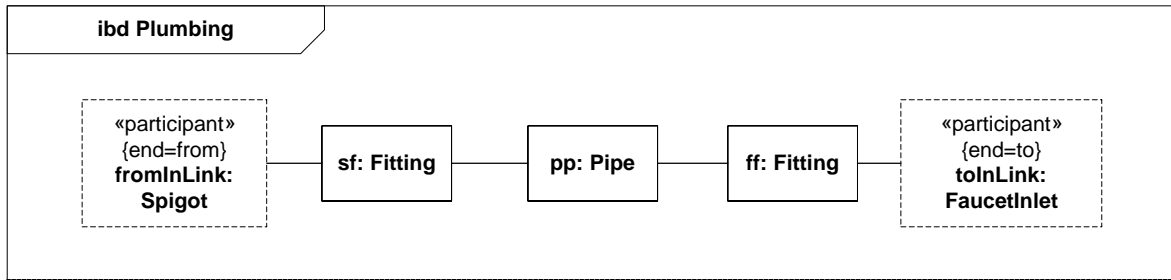 ibd Plumbing
«participant»
{end=from}
fromInLink:
Spigot
sf: Fitting
pp: Pipe
ff: Fitting
«participant»
{end=to}
toInLink:
FaucetInlet